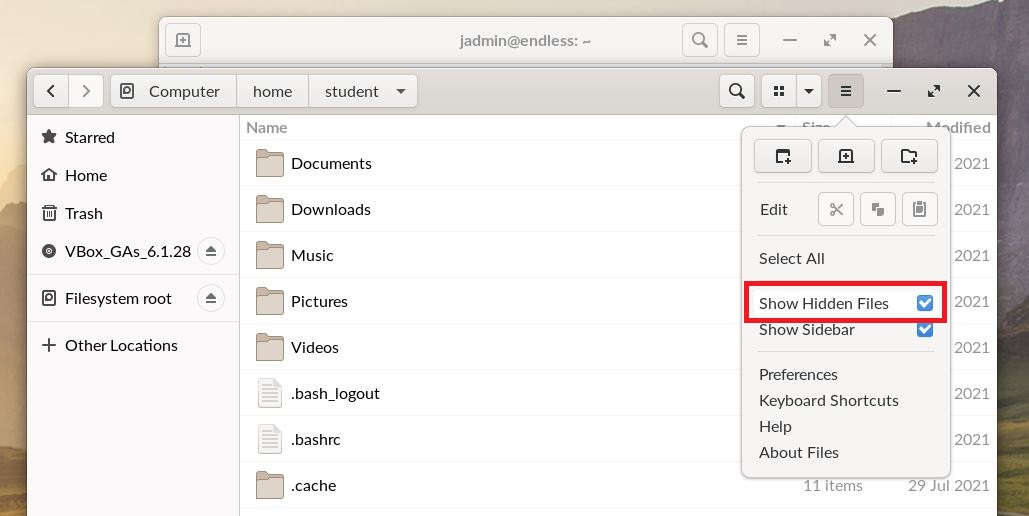 jadmin@endless: ~
Computer home student
Name Size Modified
Starred
Home
Trash
VBox_GAs_6.1.28
Filesystem root
Other Locations
Documents 2021
Downloads 2021
Music 2021
Pictures 2021
Videos 2021
.bash_logout 2021
.bashrc 2021
.cache 11 items 29 Jul 2021
Edit
Select All
Show Hidden Files
Show Sidebar
Preferences
Keyboard Shortcuts
Help
About Files